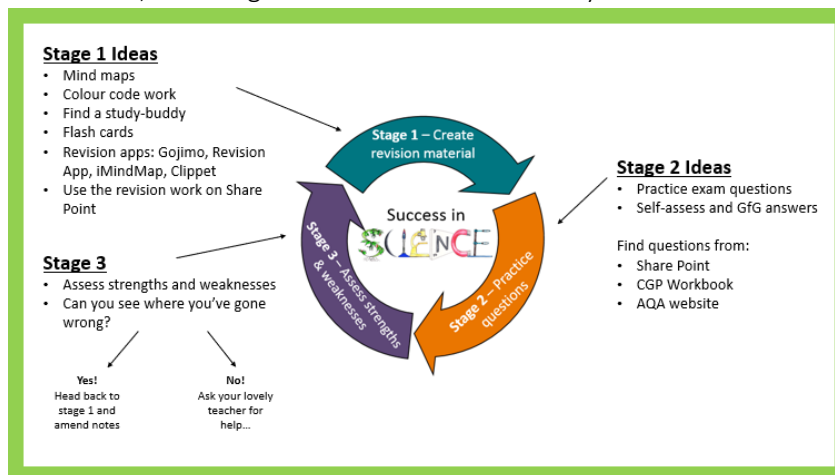 Stage 1 Ideas
• Mind maps
• Colour code work
• Find a study-buddy
• Flash cards
• Revision apps: Gojimo, Revision
App, iMindMap, Clippet
• Use the revision work on Share
Point
Stage 1 – Create
revision material
Stage 2 Ideas
• Practice exam questions
• Self-assess and GfG answers
Find questions from:
• Share Point
• CGP Workbook
• AQA website
Success in
SCIENCE
Stage 2 – Practice
questions
Stage 3 – Assess strengths
& weaknesses
Stage 3
• Assess strengths and weaknesses
• Can you see where you've gone
wrong?
Yes!
Head back to
stage 1 and
amend notes
No!
Ask your lovely
teacher for
help...